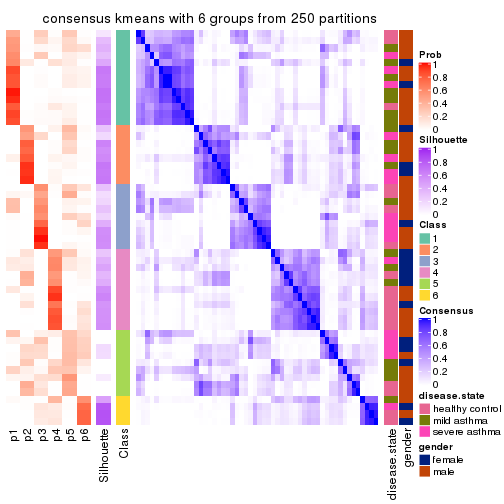 consensus kmeans with 6 groups from 250 partitions
Prob
1
0.8
0.6
0.4
0.2
0
Silhouette
1
0.8
0.6
0.4
0.2
0
Class
1
2
3
4
5
6
Consensus
1
0.8
0.6
0.4
0.2
0
disease.state
healthy control
mild asthma
severe asthma
gender
female
male
p1
p2
p3
p4
p5
p6
Silhouette
Class
disease.state
gender